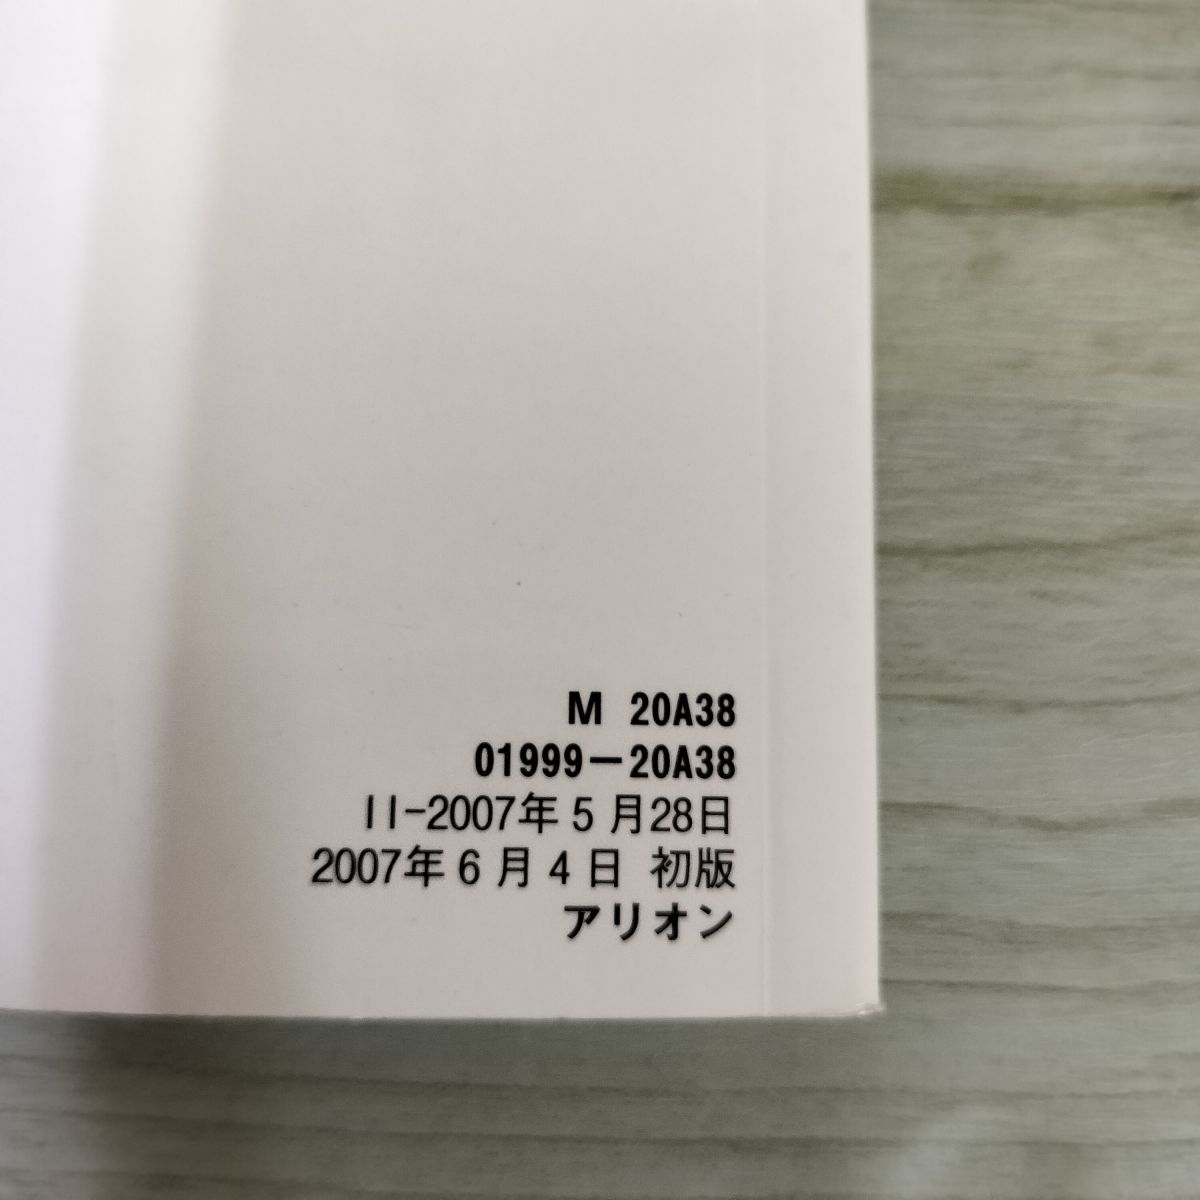 M 20A38
01999－20A38
II-2007年5月28日
2007年6月4日 初版
アリオン